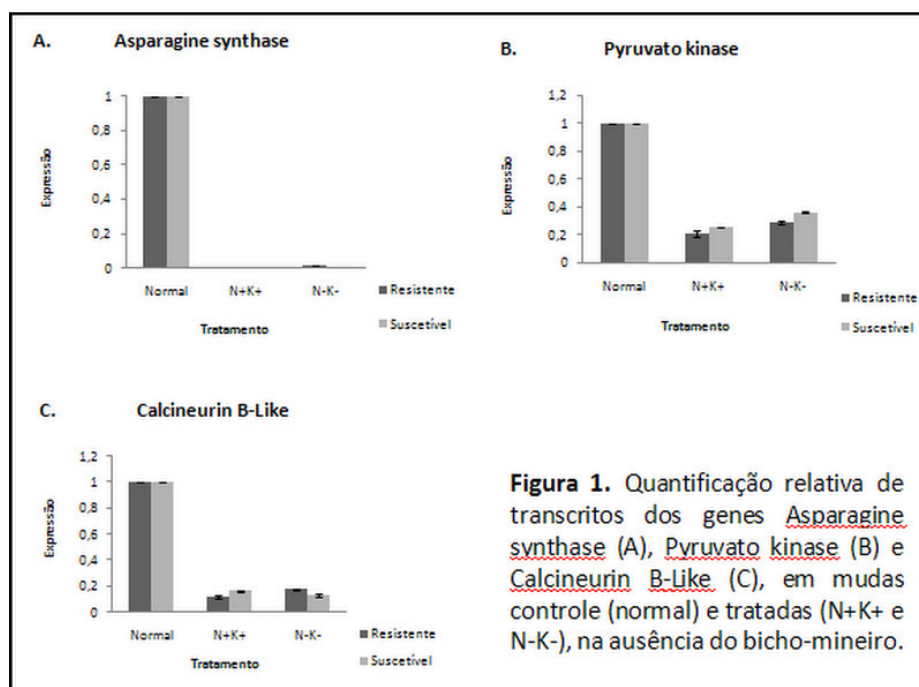 A. Asparagine synthase
1
0,8
0,6
0,4
0,2
0
Expressão
Normal N+K+ N-K-
Tratamento
Resistente
Suscetível
B. Pyruvato kinase
1,2
1
0,8
0,6
0,4
0,2
0
Expressão
Normal N+K+ N-K-
Tratamento
Resistente
Suscetível
C. Calcineurin B-Like
1,2
1
0,8
0,6
0,4
0,2
0
Expressão
Normal N+K+ N-K-
Tratamento
Resistente
Suscetível
Figura 1. Quantificação relativa de
transcritos dos genes Asparagine
synthase (A), Pyruvato kinase (B) e
Calcineurin B-Like (C), em mudas
controle (normal) e tratadas (N+K+ e
N-K-), na ausência do bicho-mineiro.